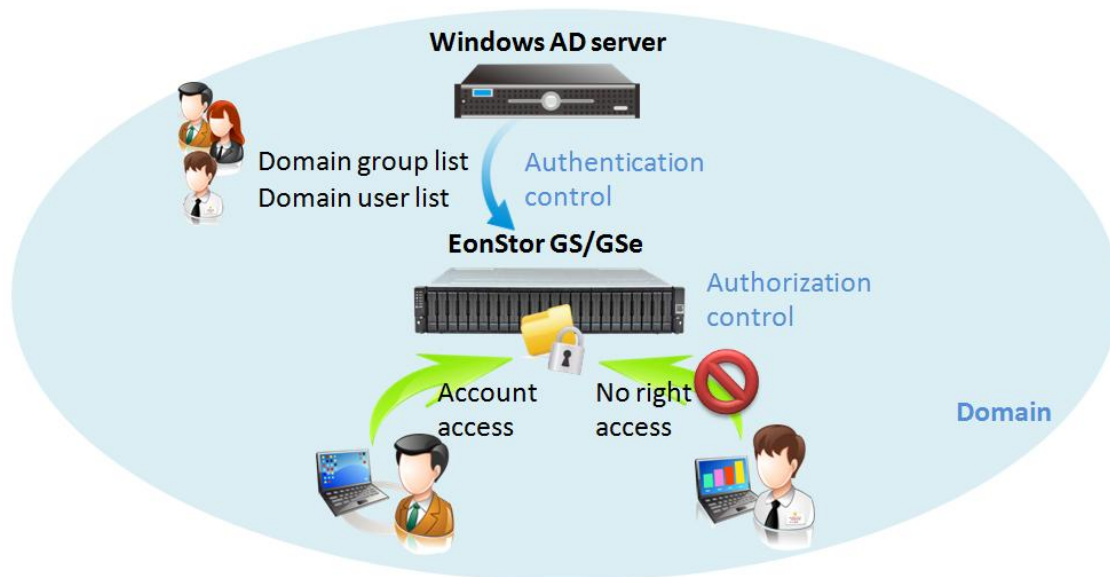 Windows AD server
Domain group list
Domain user list
Authentication
control
EonStor GS/GSe
Authorization
control
Account
access
No right
access
Domain